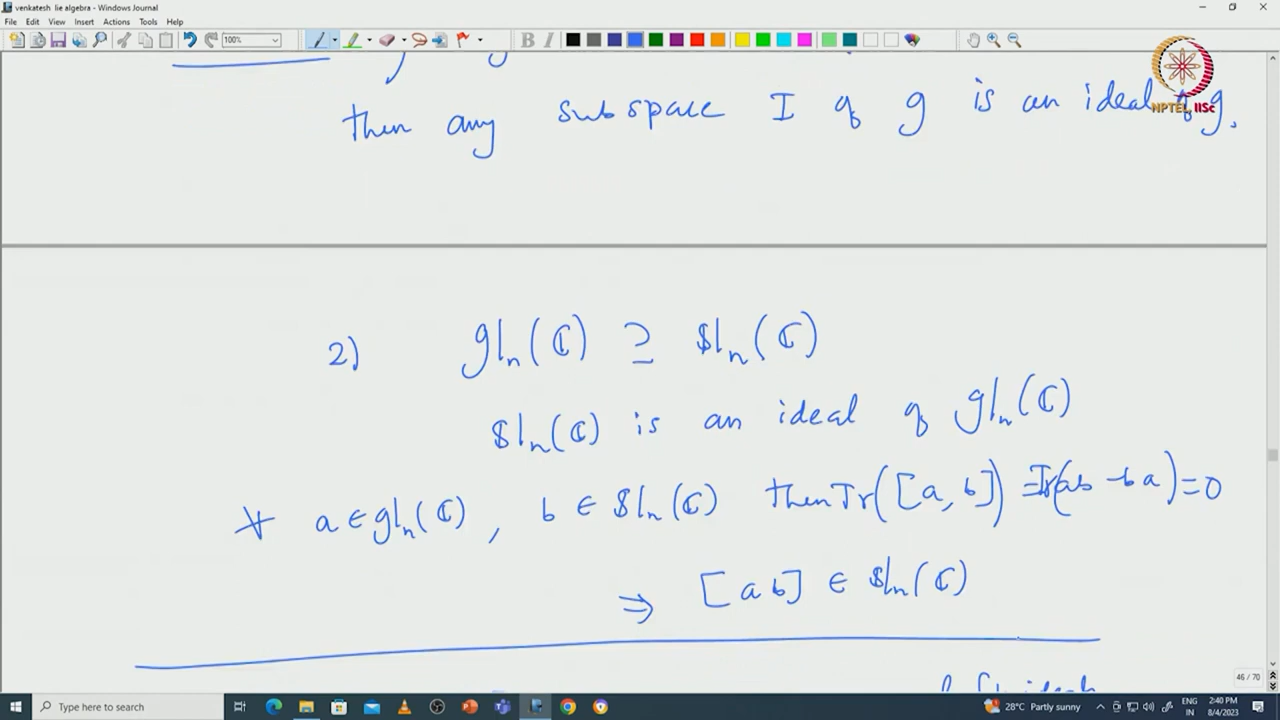 venkatesh lie algebra - Windows Journal
File Edit View Insert Actions Tools Help
100%
B I
NPTEL, IISc
then any subspace I of g is an ideal of g.
2) gln(ℂ) ⊇ sln(ℂ)
sln(ℂ) is an ideal of gln(ℂ)
∀ a ∈ gln(ℂ), b ∈ sln(ℂ) then Tr([a, b]) = Tr(ab - ba) = 0
⇒ [a b] ∈ sln(ℂ)
46 / 70
Type here to search
28°C Partly sunny
ENG
IN
2:40 PM
8/4/2023